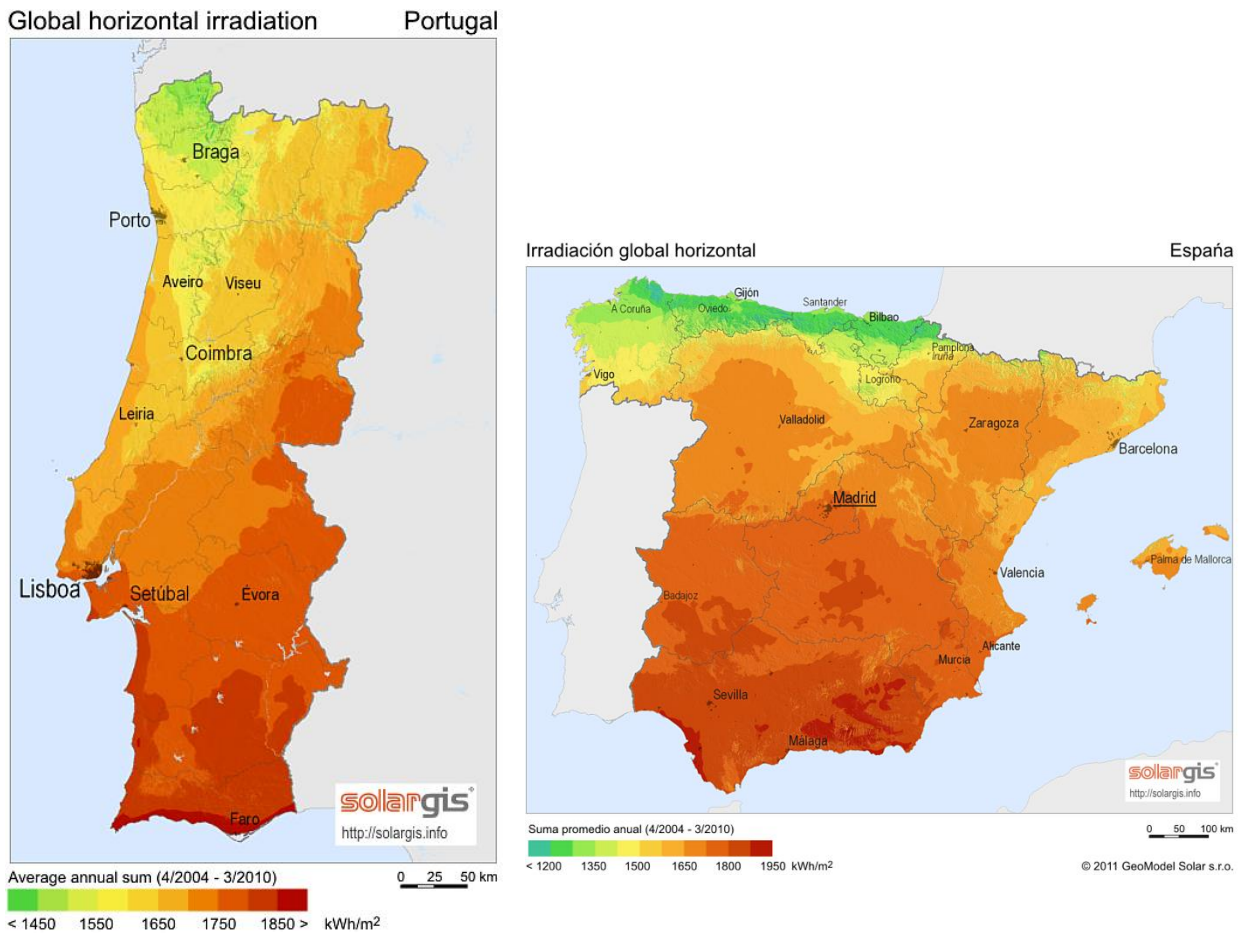 Global horizontal irradiation Portugal
Braga
Porto
Aveiro Viseu
Coimbra
Leiria
Lisboa
Setúbal Évora
Faro
solargis
http://solargis.info
Average annual sum (4/2004 - 3/2010)
0 25 50 km
< 1450 1550 1650 1750 1850 > kWh/m²
Irradiación global horizontal España
Gijón
A Coruña Oviedo Santander
Bilbao
Pamplona
Iruña
Vigo Logroño
Valladolid Zaragoza
Barcelona
Madrid
Palma de Mallorca
Valencia
Badajoz
Alicante
Murcia
Sevilla
Málaga
solargis
http://solargis.info
Suma promedio anual (4/2004 - 3/2010)
0 50 100 km
< 1200 1350 1500 1650 1800 1950 kWh/m²
© 2011 GeoModel Solar s.r.o.